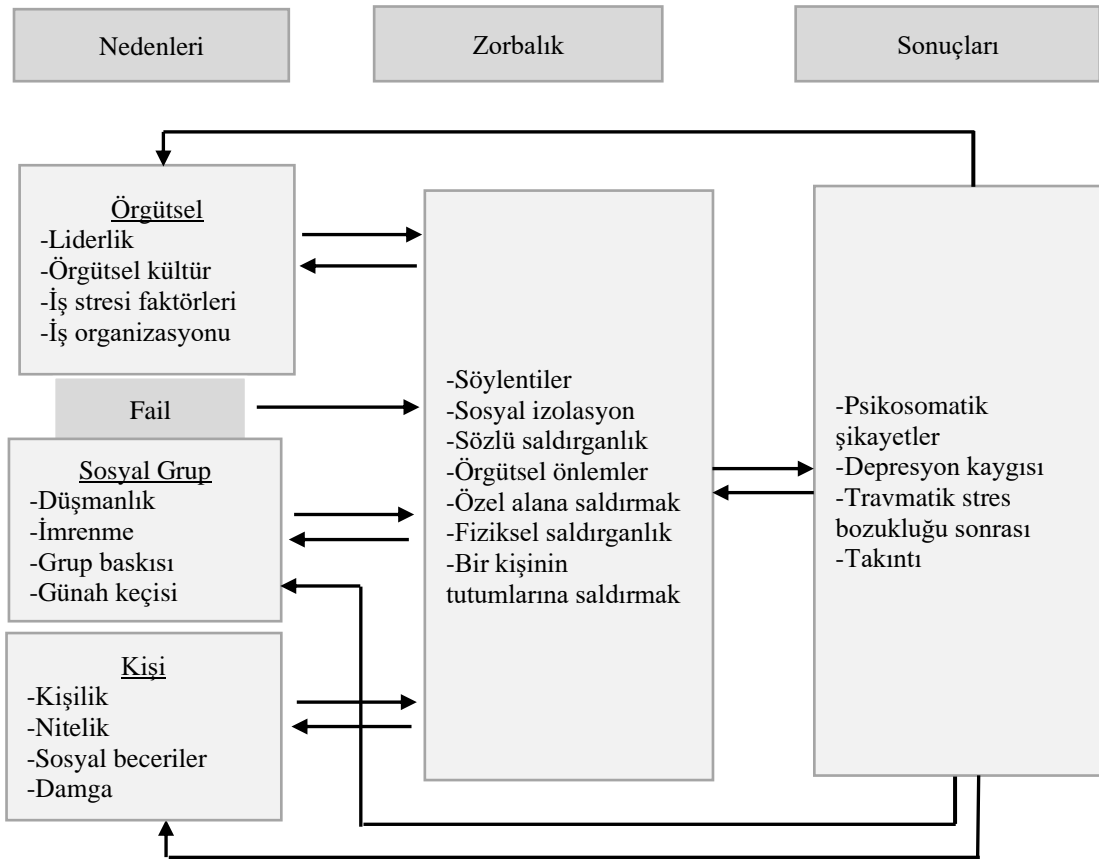 Nedenleri
Zorbalık
Sonuçları
Örgütsel
-Liderlik
-Örgütsel kültür
-İş stresi faktörleri
-İş organizasyonu
Fail
Sosyal Grup
-Düşmanlık
-İmrenme
-Grup baskısı
-Günah keçisi
Kişi
-Kişilik
-Nitelik
-Sosyal beceriler
-Damga
-Söylentiler
-Sosyal izolasyon
-Sözlü saldırganlık
-Örgütsel önlemler
-Özel alana saldırmak
-Fiziksel saldırganlık
-Bir kişinin
tutumlarına saldırmak
-Psikosomatik
şikayetler
-Depresyon kaygısı
-Travmatik stres
bozukluğu sonrası
-Takıntı